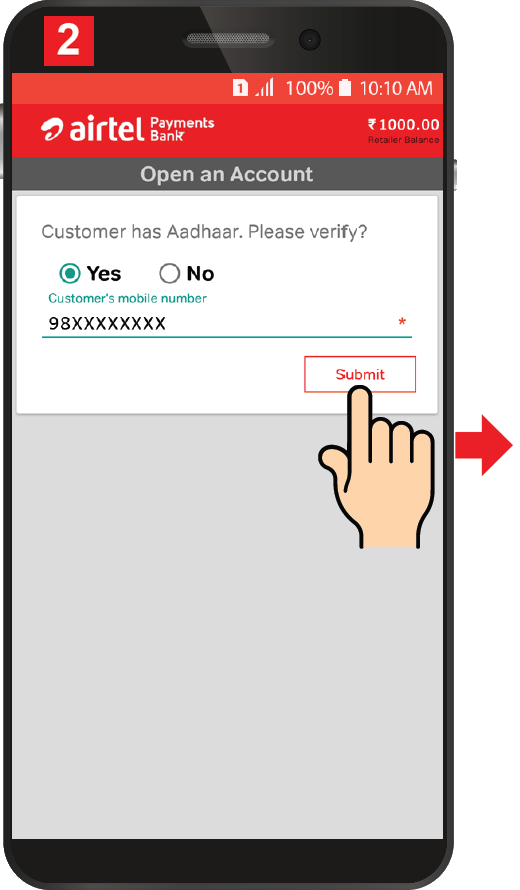 2
1 100% 10:10 AM
airtel Payments Bank
₹1000.00
Retailer Balance
Open an Account
Customer has Aadhaar. Please verify?
Yes No
Customer's mobile number
98XXXXXXXX *
Submit